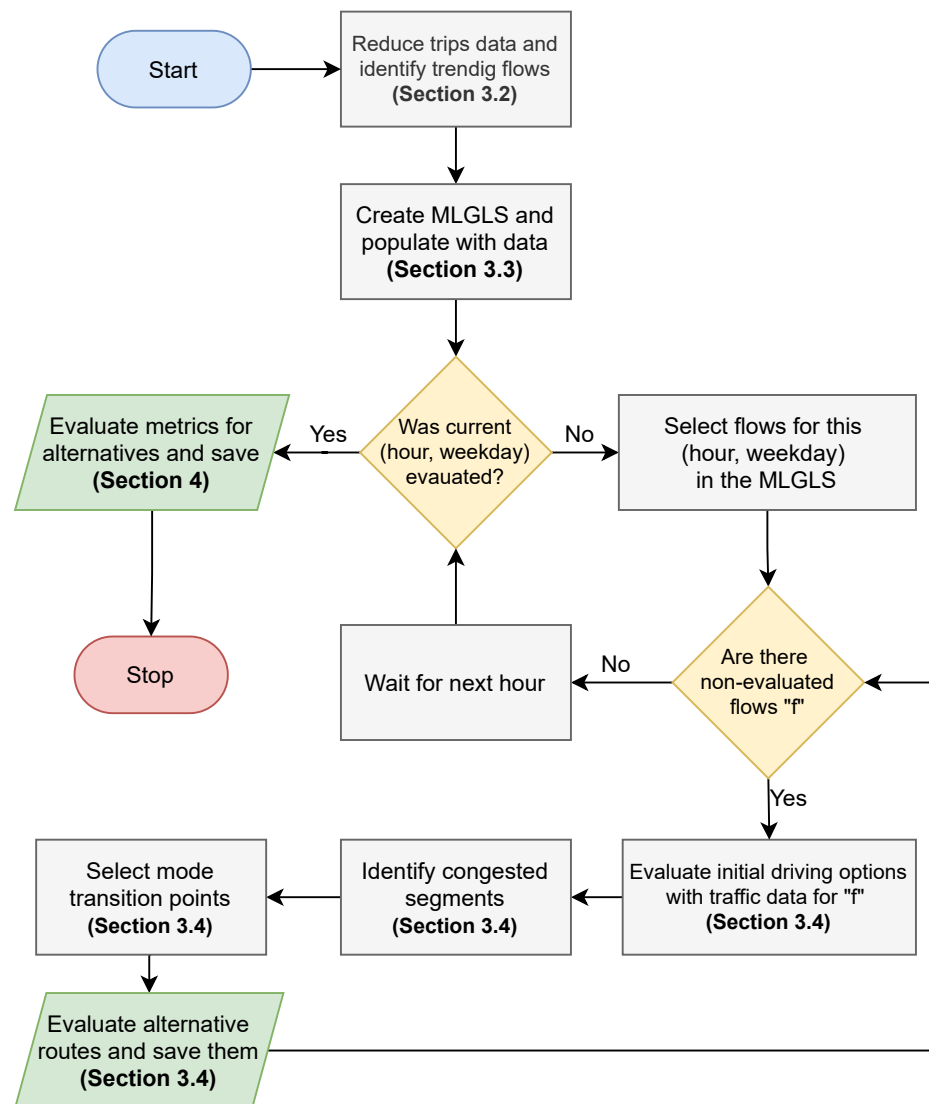 Start
Reduce trips data and
identify trendig flows
(Section 3.2)
Create MLGLS and
populate with data
(Section 3.3)
Evaluate metrics for
alternatives and save
(Section 4)
Yes
Was current
(hour, weekday)
evauated?
No
Select flows for this
(hour, weekday)
in the MLGLS
Stop
Wait for next hour
No
Are there
non-evaluated
flows "f"
Yes
Select mode
transition points
(Section 3.4)
Identify congested
segments
(Section 3.4)
Evaluate initial driving options
with traffic data for "f"
(Section 3.4)
Evaluate alternative
routes and save them
(Section 3.4)